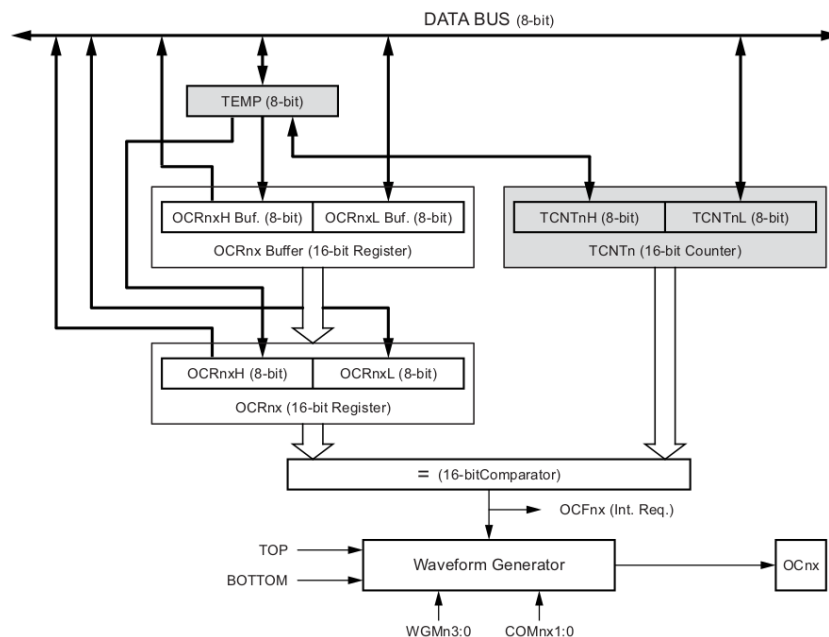 DATA BUS (8-bit)
TEMP (8-bit)
OCRnxH Buf. (8-bit) OCRnxL Buf. (8-bit)
OCRnx Buffer (16-bit Register)
TCNTnH (8-bit) TCNTnL (8-bit)
TCNTn (16-bit Counter)
OCRnxH (8-bit) OCRnxL (8-bit)
OCRnx (16-bit Register)
= (16-bitComparator)
OCFnx (Int. Req.)
TOP
BOTTOM
Waveform Generator
OCnx
WGMn3:0 COMnx1:0